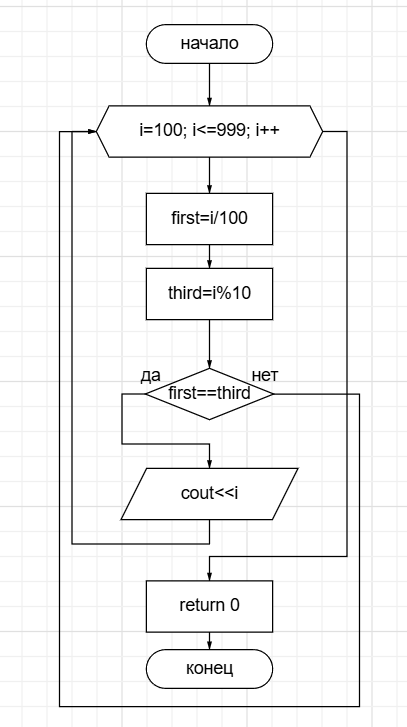 начало
i=100; i<=999; i++
first=i/100
third=i%10
да
нет
first==third
cout<<i
return 0
конец